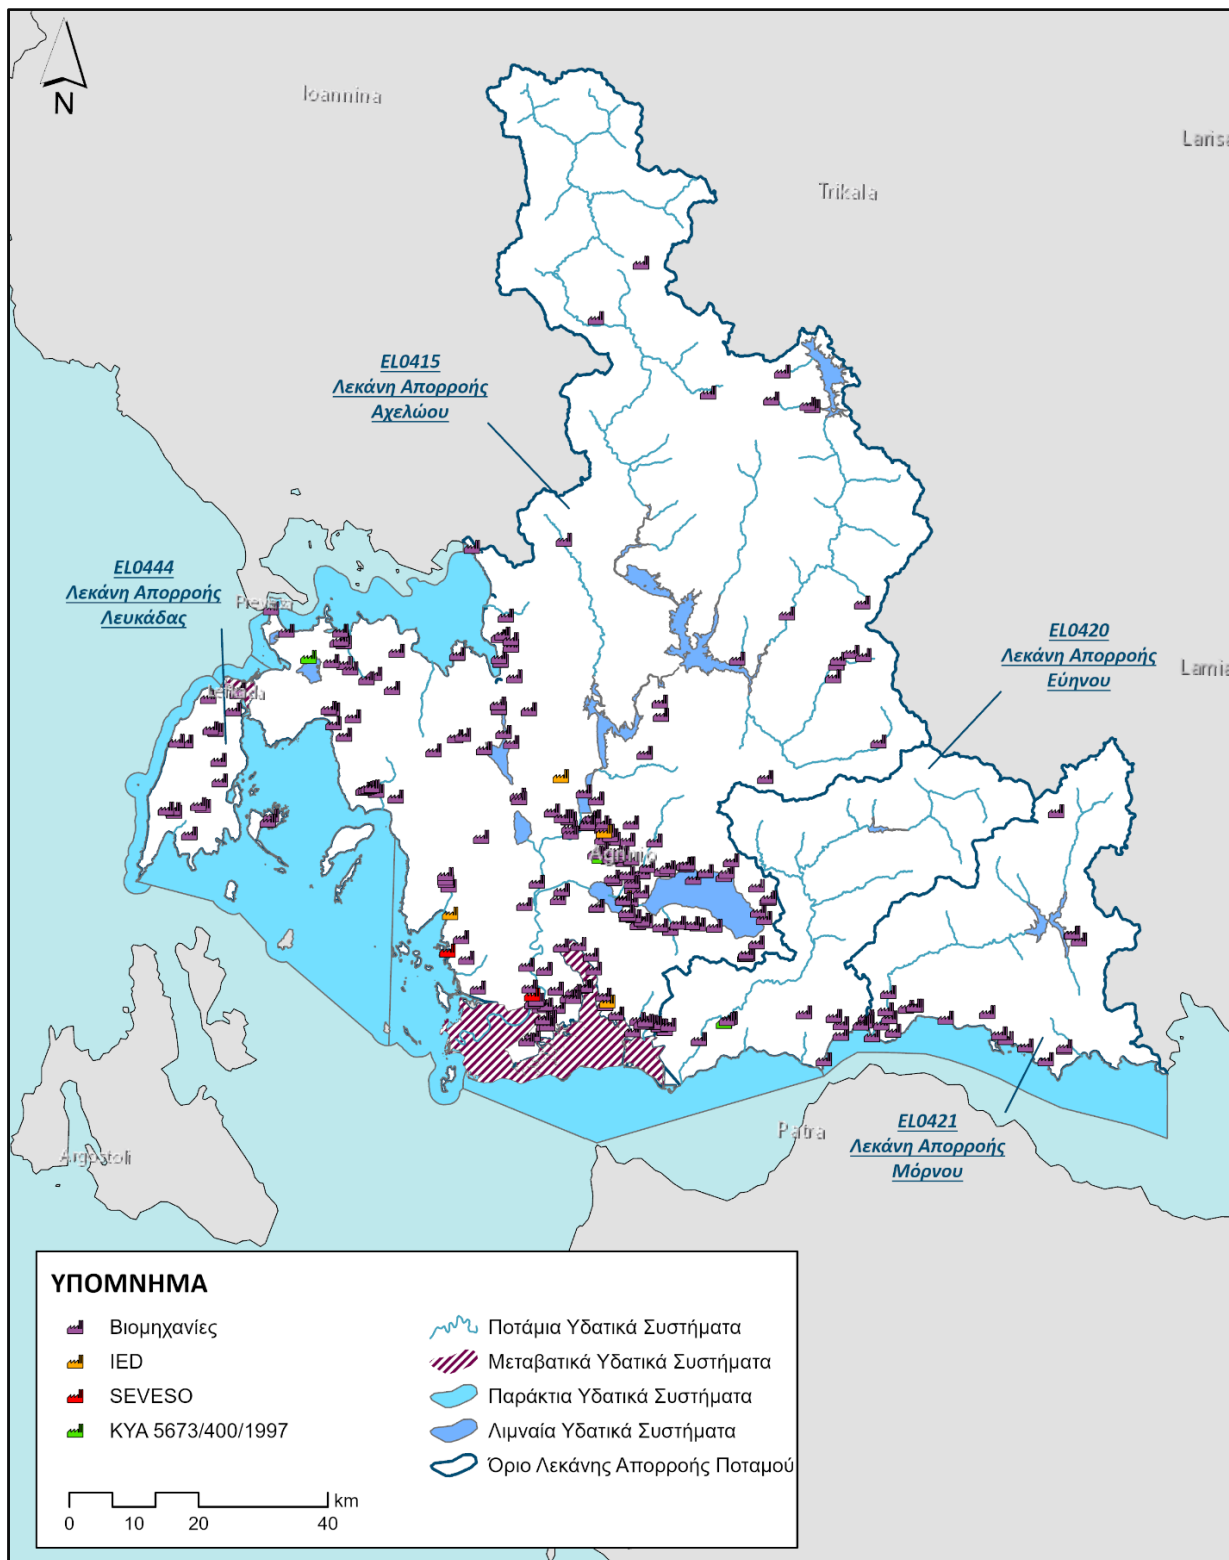 N
Ioannina
Larisa
Trikala
EL0415
Λεκάνη Απορροής
Αχελώου
EL0444
Λεκάνη Απορροής
Λευκάδας
Preveza
Lefkada
EL0420
Λεκάνη Απορροής
Εύηνου
Lamia
Agrinio
EL0421
Λεκάνη Απορροής
Μόρνου
Patra
Argostoli
ΥΠΟΜΝΗΜΑ
Βιομηχανίες
IED
SEVESO
ΚΥΑ 5673/400/1997
Ποτάμια Υδατικά Συστήματα
Μεταβατικά Υδατικά Συστήματα
Παράκτια Υδατικά Συστήματα
Λιμναία Υδατικά Συστήματα
Όριο Λεκάνης Απορροής Ποταμού
km
0 10 20 40